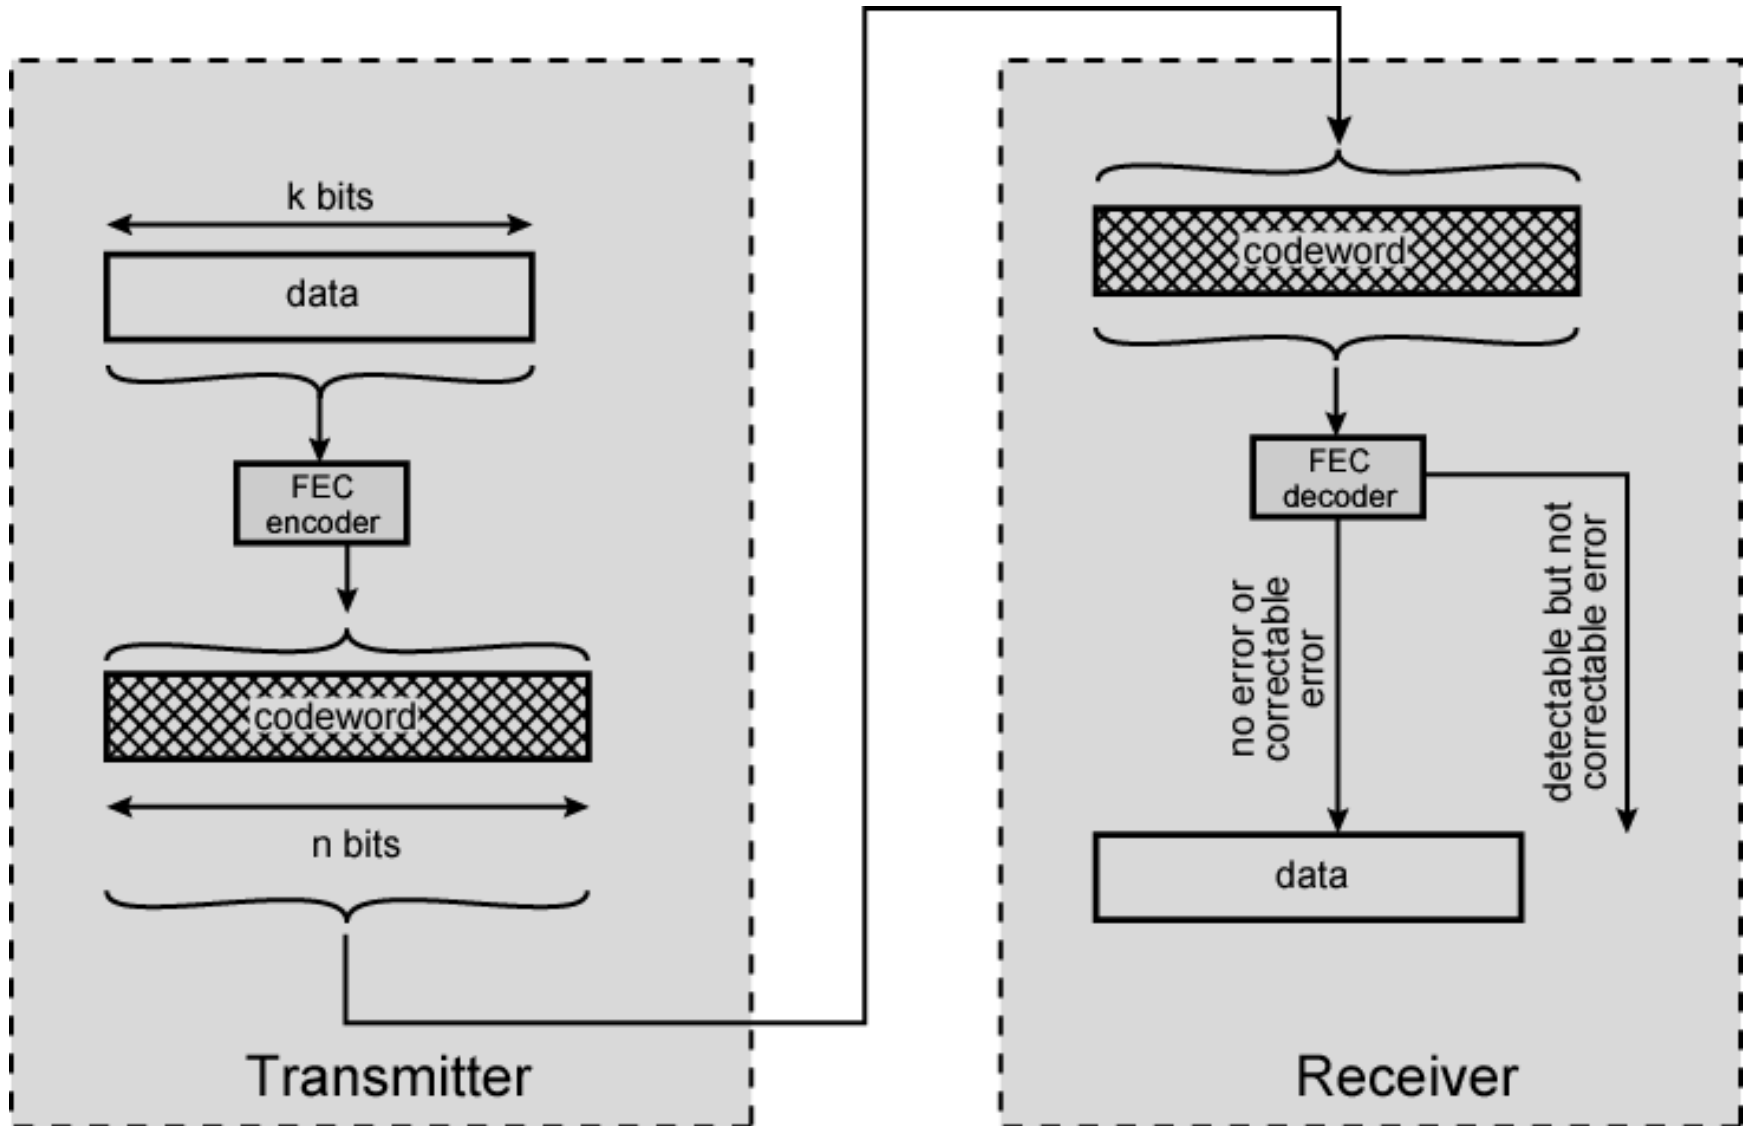 k bits
data
FEC
encoder
codeword
n bits
Transmitter
codeword
FEC
decoder
no error or
correctable
error
detectable but not
correctable error
data
Receiver